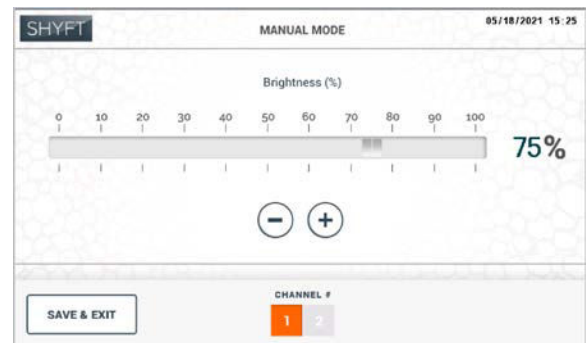 SHYFT
MANUAL MODE
05/18/2021 15:25
Brightness (%)
0 10 20 30 40 50 60 70 80 90 100
75%
CHANNEL #
SAVE & EXIT
1 2